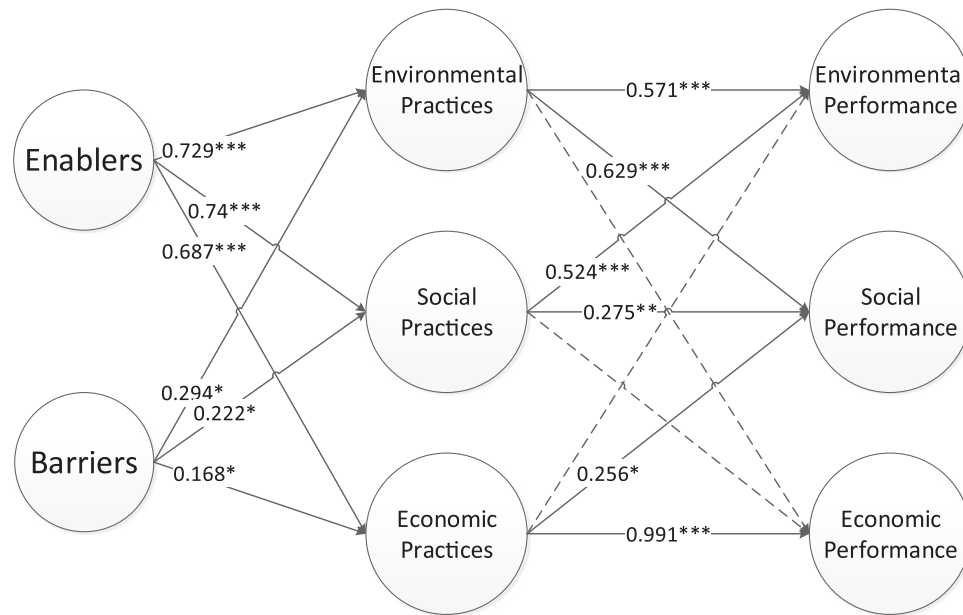 Environmental
Practices
Environmenta
Performance
Enablers
Social
Practices
Social
Performance
Barriers
Economic
Practices
Economic
Performance
0.729***
0.74***
0.687***
0.294*
0.222*
0.168*
0.571***
0.629***
0.524***
0.275**
0.256*
0.991***